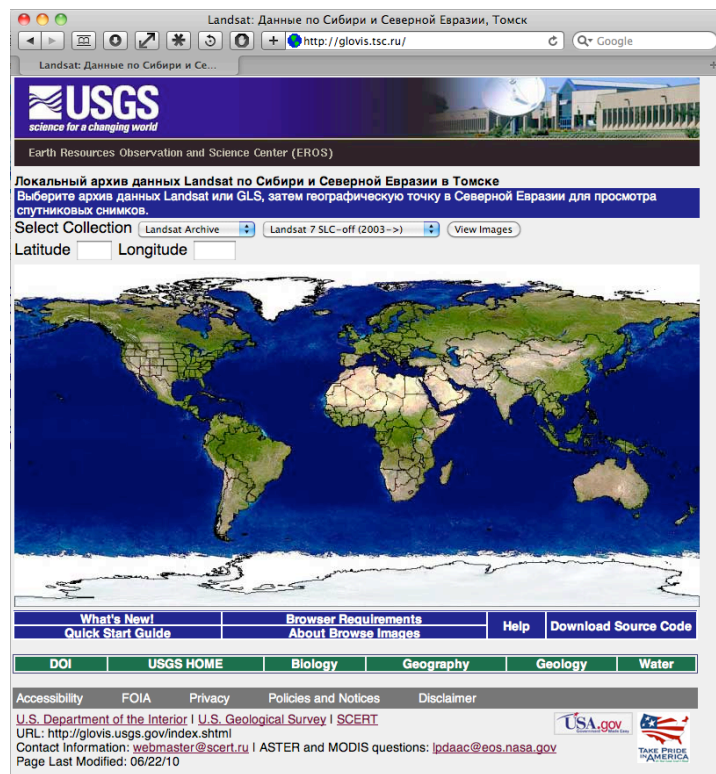 Landsat: Данные по Сибири и Северной Евразии, Томск
http://glovis.tsc.ru/
Google
Landsat: Данные по Сибири и Се...
USGS
science for a changing world
Earth Resources Observation and Science Center (EROS)
Локальный архив данных Landsat по Сибири и Северной Евразии в Томске
Выберите архив данных Landsat или GLS, затем географическую точку в Северной Евразии для просмотра
спутниковых снимков.
Select Collection Landsat Archive Landsat 7 SLC-off (2003->) View Images
Latitude Longitude
What's New! Browser Requirements Help Download Source Code
Quick Start Guide About Browse Images
DOI USGS HOME Biology Geography Geology Water
Accessibility FOIA Privacy Policies and Notices Disclaimer
U.S. Department of the Interior | U.S. Geological Survey | SCERT
URL: http://glovis.usgs.gov/index.shtml
Contact Information: webmaster@scert.ru | ASTER and MODIS questions: lpdaac@eos.nasa.gov
Page Last Modified: 06/22/10
USA.gov
Government Made Easy
TAKE PRIDE
IN AMERICA